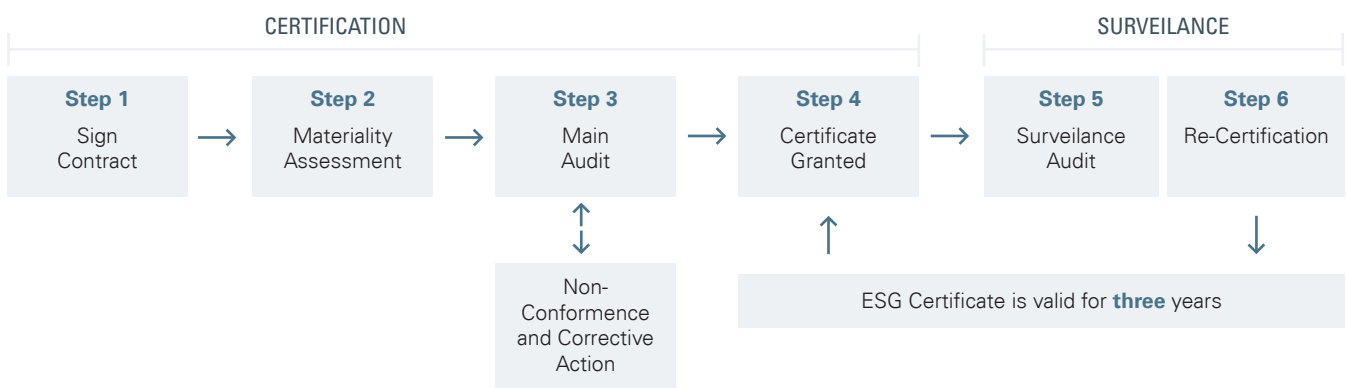 CERTIFICATION
SURVEILANCE
Step 1
Sign
Contract
Step 2
Materiality
Assessment
Step 3
Main
Audit
Step 4
Certificate
Granted
Step 5
Surveilance
Audit
Step 6
Re-Certification
Non-
Conformence
and Corrective
Action
ESG Certificate is valid for three years